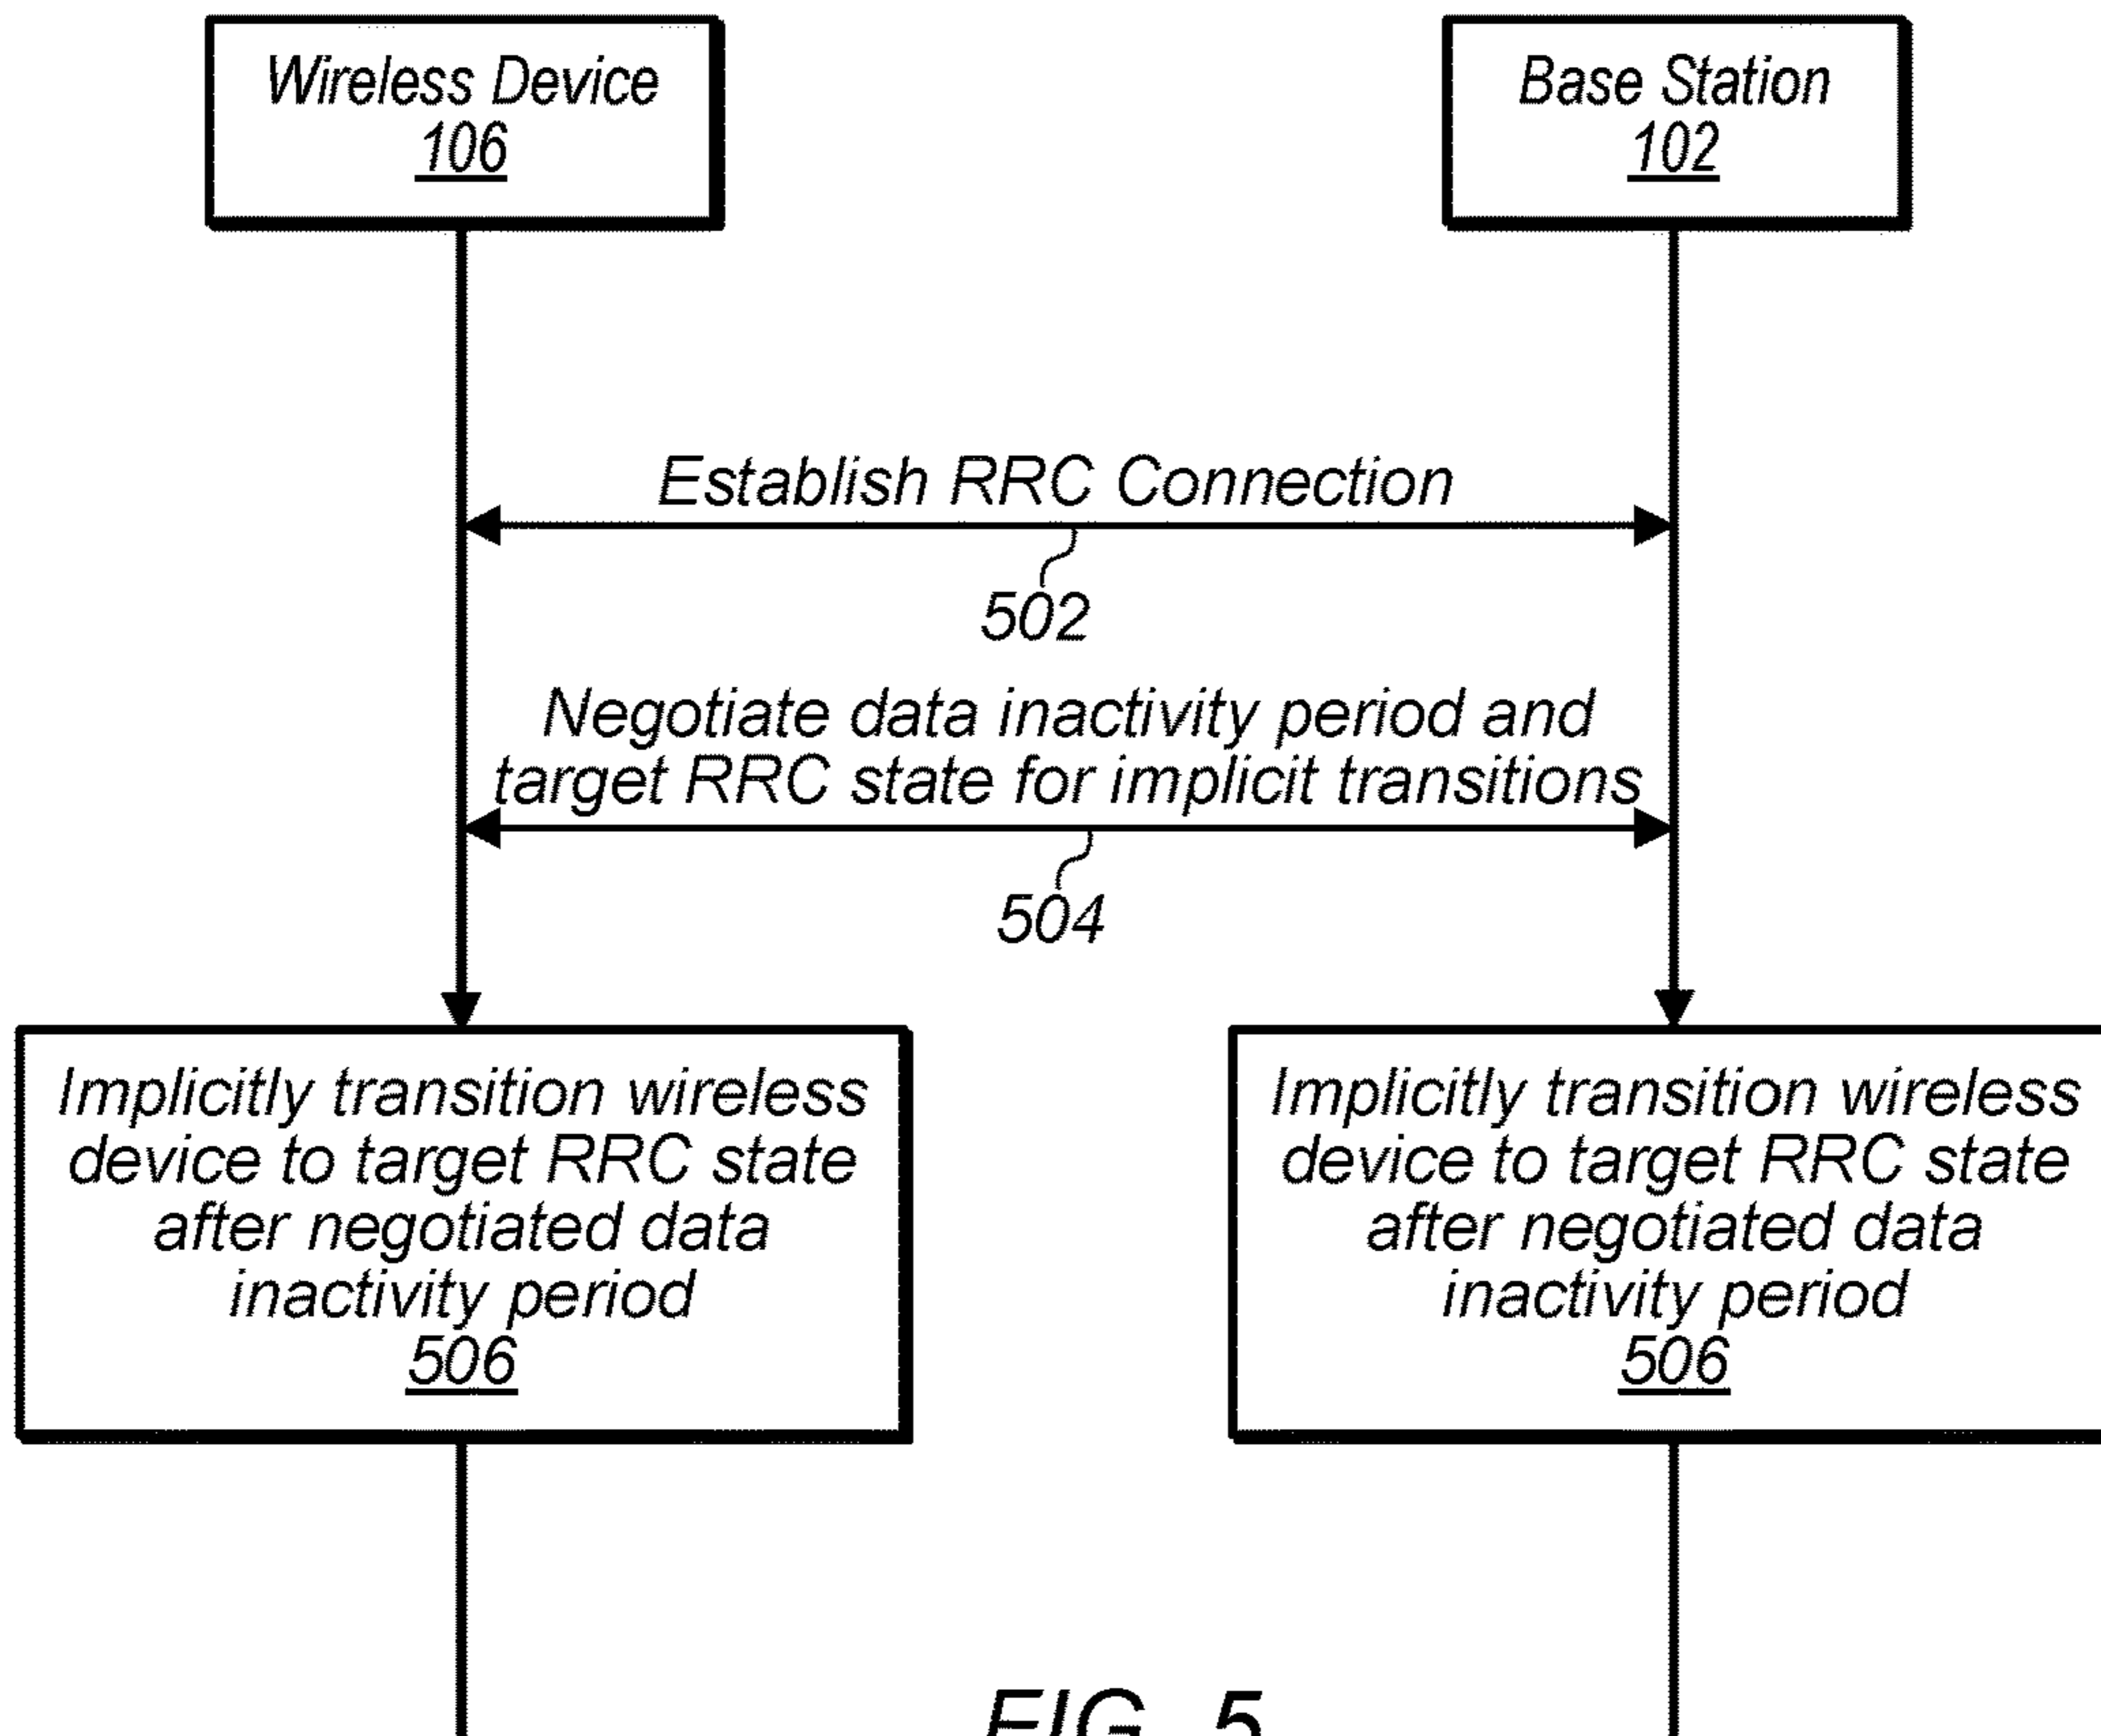 Wireless Device
106
Base Station
102
Establish RRC Connection
502
Negotiate data inactivity period and
target RRC state for implicit transitions
504
Implicitly transition wireless
device to target RRC state
after negotiated data
inactivity period
506
Implicitly transition wireless
device to target RRC state
after negotiated data
inactivity period
506
FIG. 5